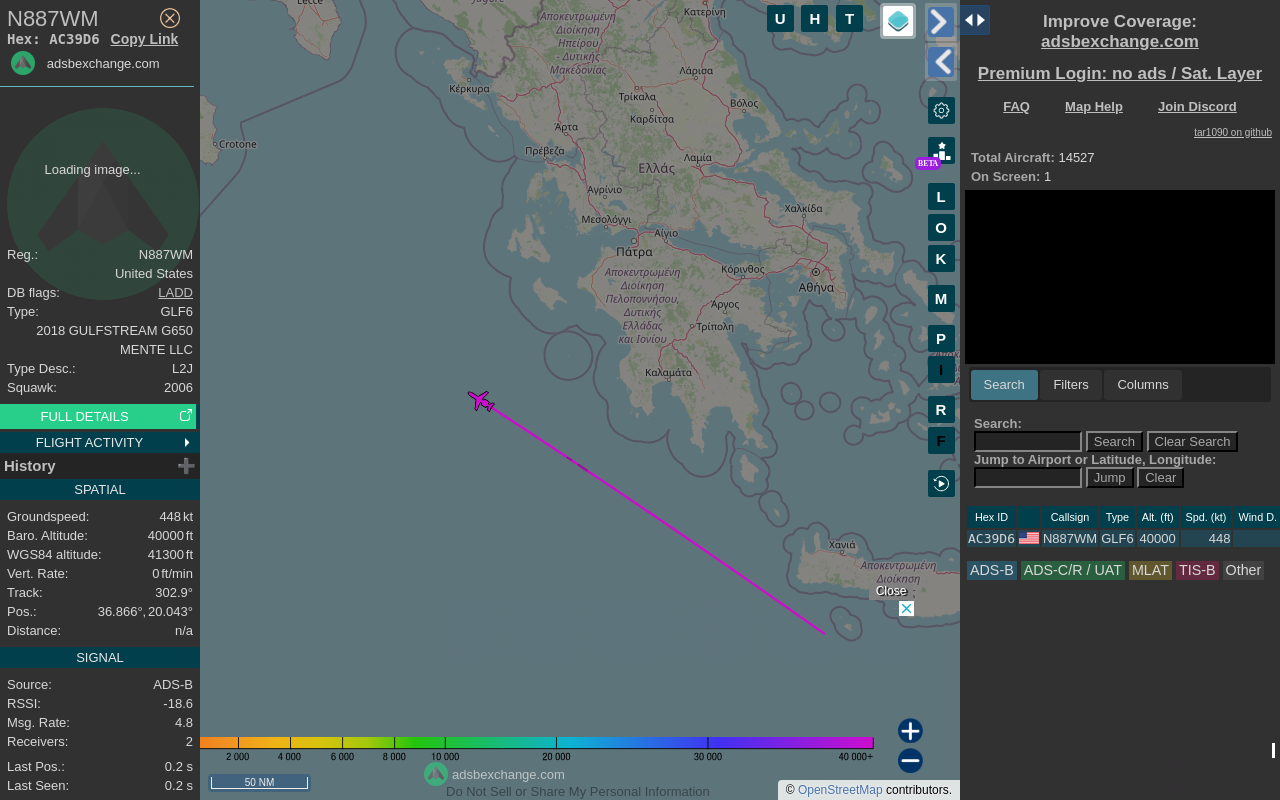 N887WM
Hex: AC39D6 Copy Link
adsbexchange.com
Loading image...
Reg.: N887WM
United States
DB flags: LADD
Type: GLF6
2018 GULFSTREAM G650
MENTE LLC
Type Desc.: L2J
Squawk: 2006
FULL DETAILS
FLIGHT ACTIVITY
History
SPATIAL
Groundspeed: 448 kt
Baro. Altitude: 40000 ft
WGS84 altitude: 41300 ft
Vert. Rate: 0 ft/min
Track: 302.9°
Pos.: 36.866°, 20.043°
Distance: n/a
SIGNAL
Source: ADS-B
RSSI: -18.6
Msg. Rate: 4.8
Receivers: 2
Last Pos.: 0.2 s
Last Seen: 0.2 s
Lecce
Κατερίνη
Αποκεντρωμένη
Διοίκηση
Ηπείρου
- Δυτικής
Μακεδονίας
Κέρκυρα
Λάρισα
Τρίκαλα
Βόλος
Καρδίτσα
Crotone
Άρτα
Πρέβεζα
Λαμία
Ελλάς
Αγρίνιο
Χαλκίδα
Μεσολόγγι
Αίγιο
Πάτρα
Κόρινθος
Αθήνα
Αποκεντρωμένη
Διοίκηση
Πελοποννήσου,
Δυτικής
Ελλάδας
και Ιονίου
Άργος
Τρίπολη
Καλαμάτα
Χανιά
Αποκεντρωμένη
Διοίκηση
Close
U H T
BETA
L
O
K
M
P
I
R
F
2 000 4 000 6 000 8 000 10 000 20 000 30 000 40 000+
50 NM
adsbexchange.com
Do Not Sell or Share My Personal Information
© OpenStreetMap contributors.
Improve Coverage:
adsbexchange.com
Premium Login: no ads / Sat. Layer
FAQ Map Help Join Discord
tar1090 on github
Total Aircraft: 14527
On Screen: 1
Search Filters Columns
Search:
Search Clear Search
Jump to Airport or Latitude, Longitude:
Jump Clear
Hex ID Callsign Type Alt. (ft) Spd. (kt) Wind D.
AC39D6 N887WM GLF6 40000 448
ADS-B ADS-C/R / UAT MLAT TIS-B Other